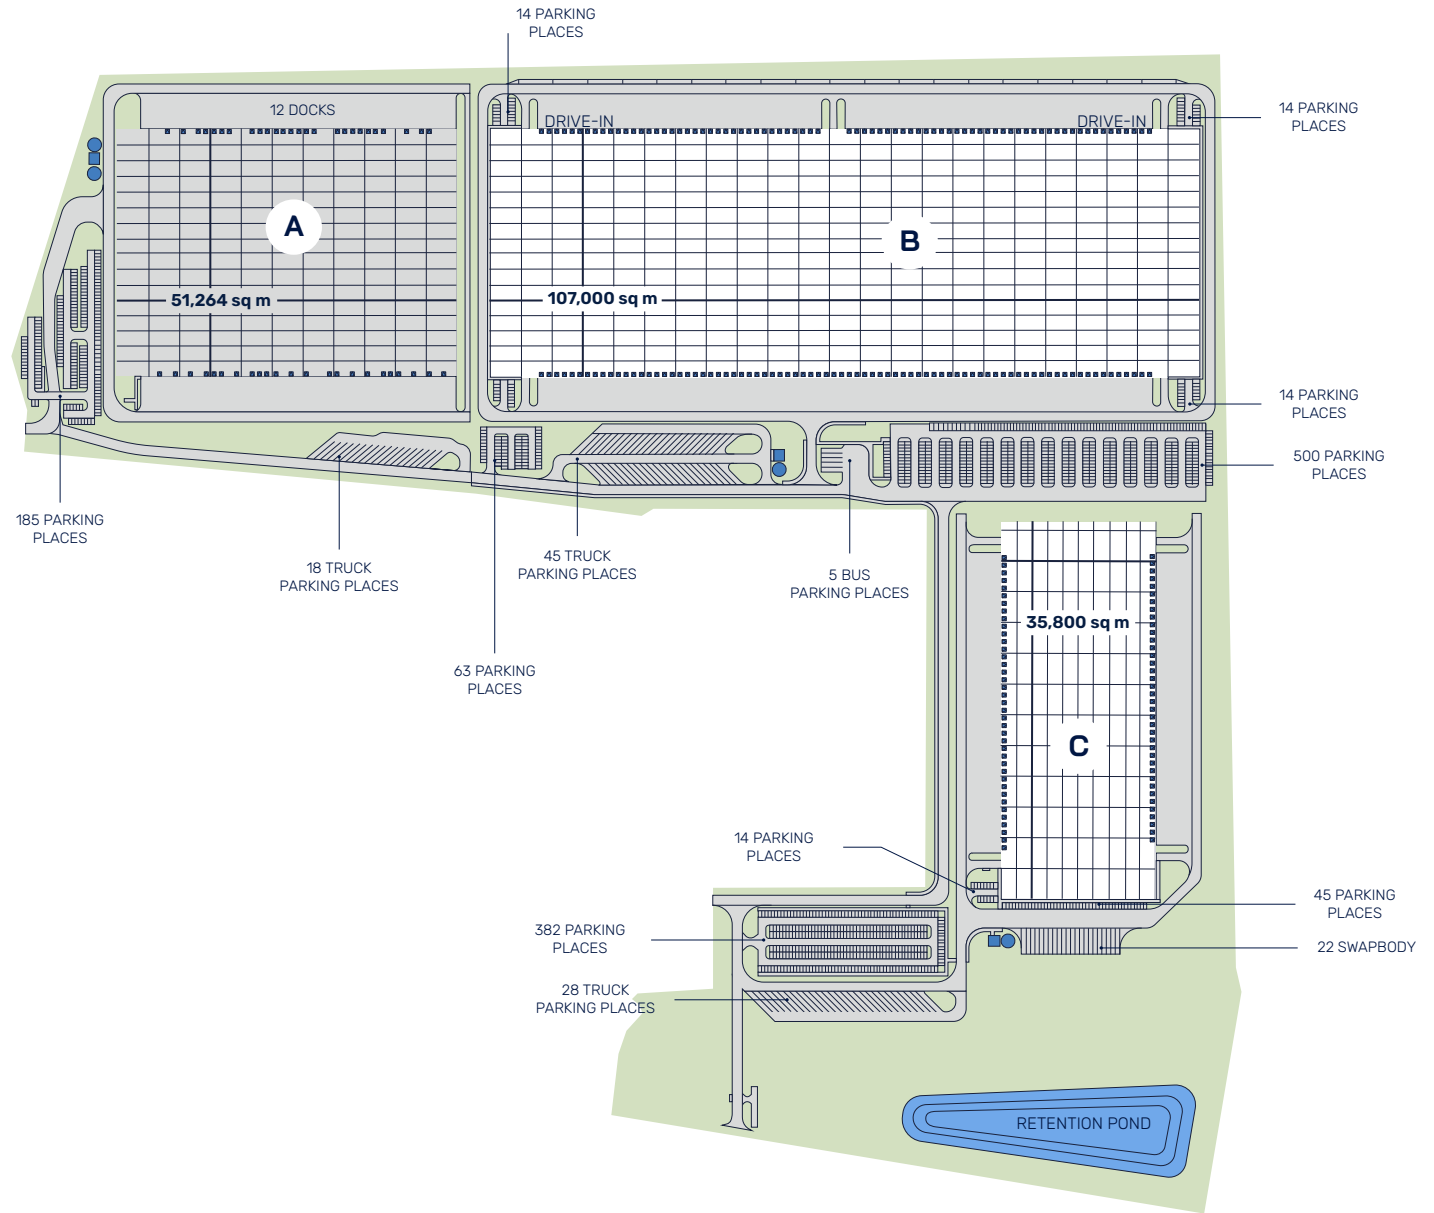 14 PARKING
PLACES
12 DOCKS
DRIVE-IN
DRIVE-IN
14 PARKING
PLACES
A
B
51,264 sq m
107,000 sq m
14 PARKING
PLACES
500 PARKING
PLACES
185 PARKING
PLACES
18 TRUCK
PARKING PLACES
45 TRUCK
PARKING PLACES
5 BUS
PARKING PLACES
63 PARKING
PLACES
35,800 sq m
C
14 PARKING
PLACES
45 PARKING
PLACES
382 PARKING
PLACES
22 SWAPBODY
28 TRUCK
PARKING PLACES
RETENTION POND